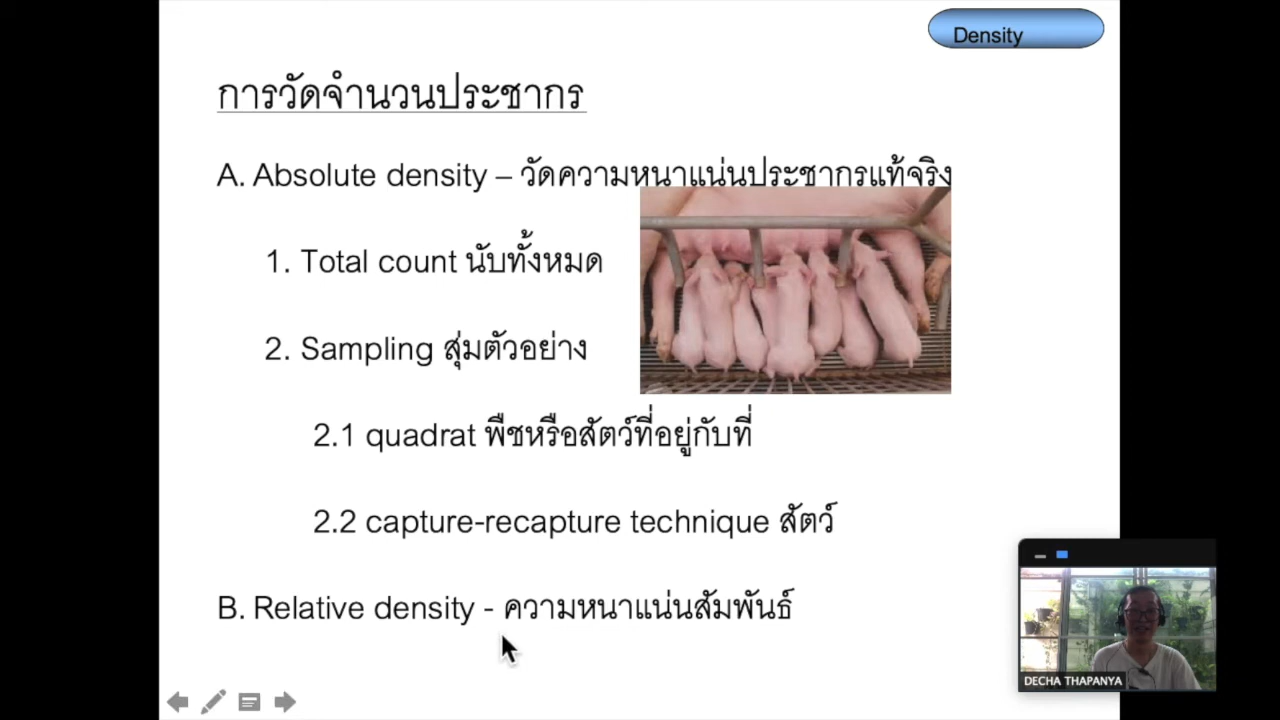 Density
การวัดจำนวนประชากร
A. Absolute density – วัดความหนาแน่นประชากรแท้จริง
1. Total count นับทั้งหมด
2. Sampling สุ่มตัวอย่าง
2.1 quadrat พืชหรือสัตว์ที่อยู่กับที่
2.2 capture-recapture technique สัตว์
B. Relative density - ความหนาแน่นสัมพันธ์
DECHA THAPANYA